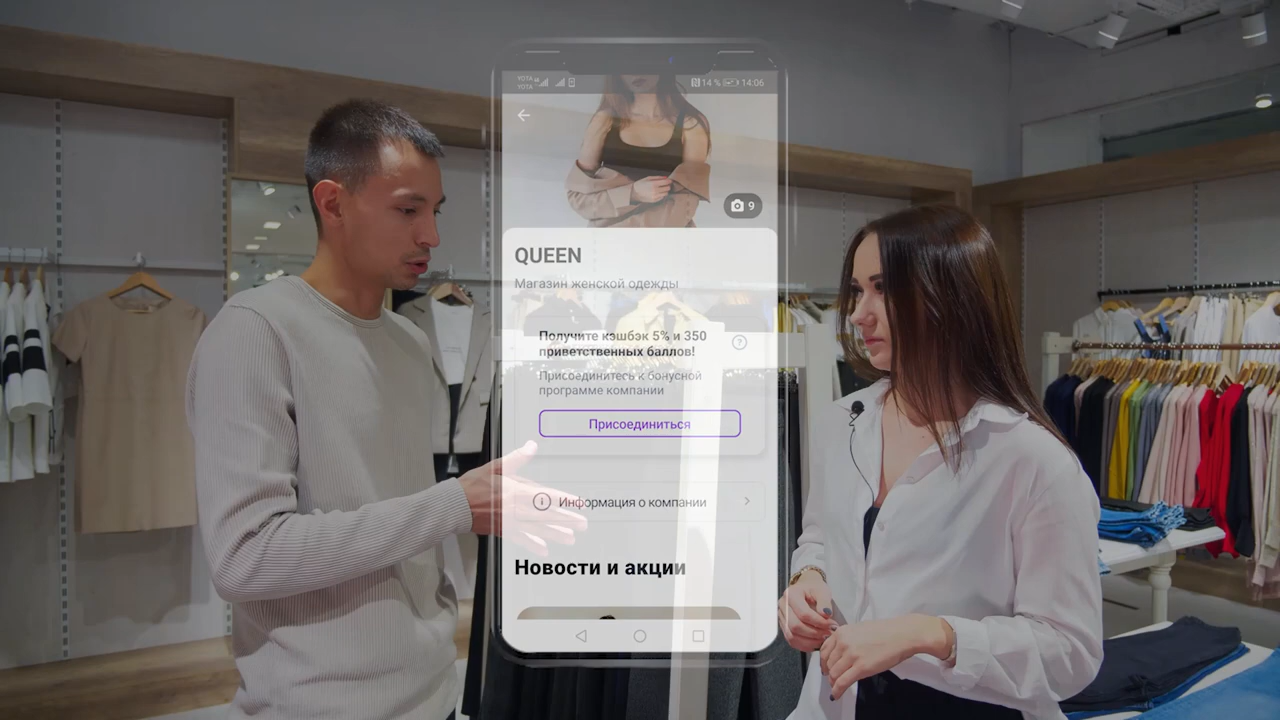 YOTA 4G
YOTA
14 % 14:06
9
QUEEN
Магазин женской одежды
Получите кэшбэк 5% и 350
приветственных баллов!
?
Присоединитесь к бонусной
программе компании
Присоединиться
Информация о компании
Новости и акции